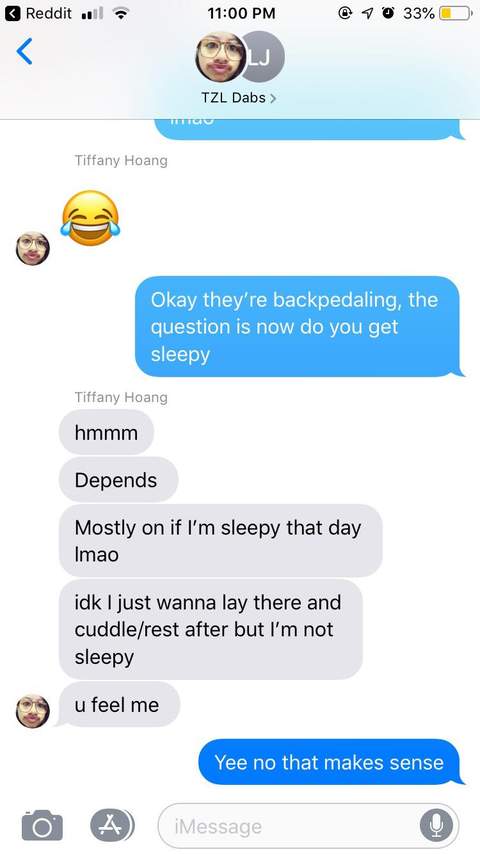 Reddit
11:00 PM
33%
LJ
TZL Dabs >
lmao
Tiffany Hoang
Okay they’re backpedaling, the
question is now do you get
sleepy
Tiffany Hoang
hmmm
Depends
Mostly on if I’m sleepy that day
lmao
idk I just wanna lay there and
cuddle/rest after but I’m not
sleepy
u feel me
Yee no that makes sense
iMessage